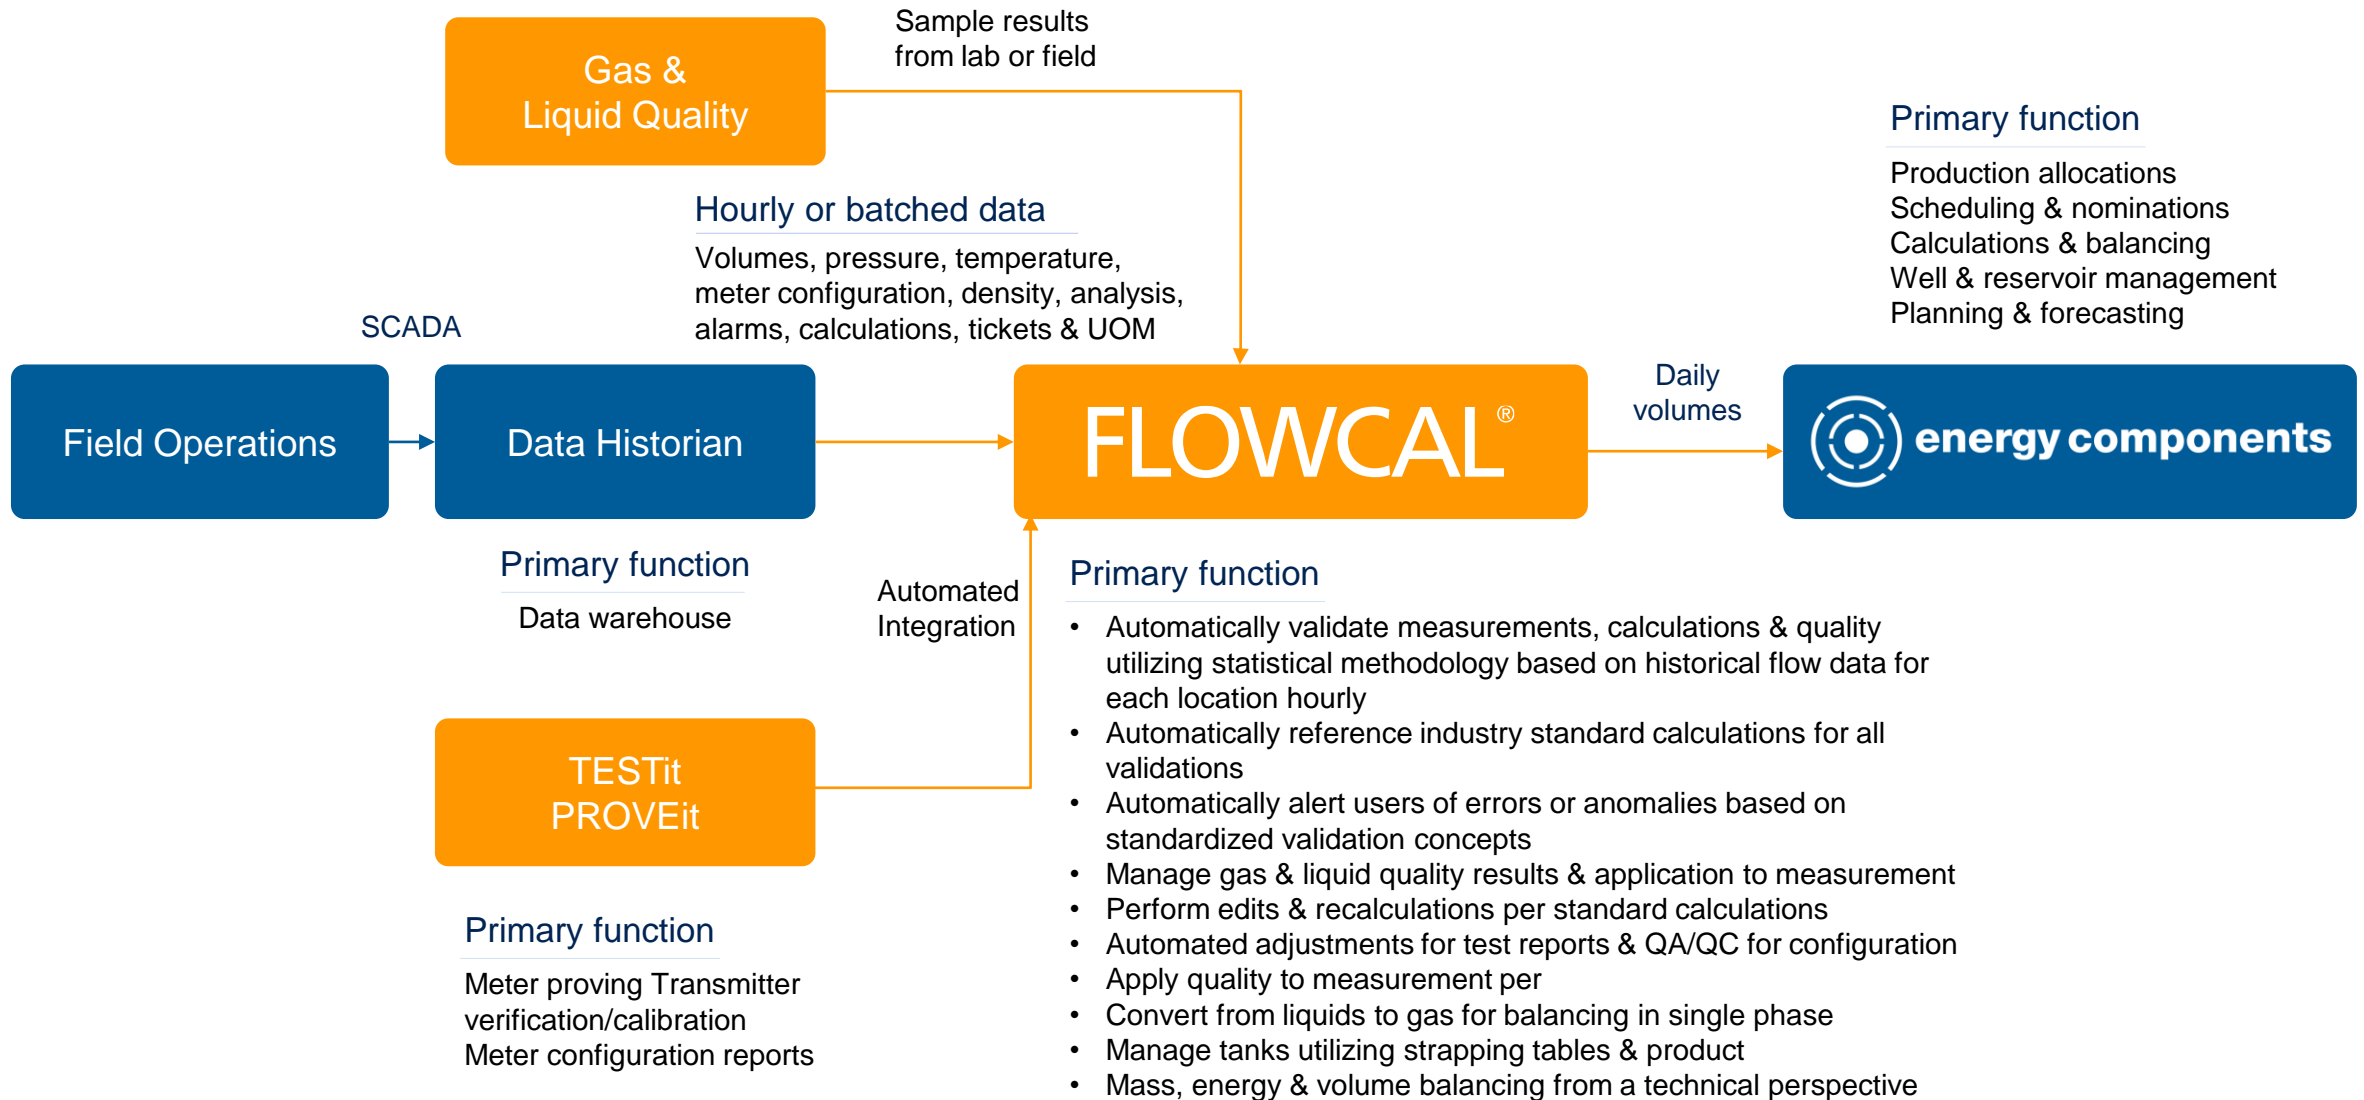 Sample results
from lab or field
Gas &
Liquid Quality
Primary function
Production allocations
Scheduling & nominations
Calculations & balancing
Well & reservoir management
Planning & forecasting
Hourly or batched data
Volumes, pressure, temperature,
meter configuration, density, analysis,
alarms, calculations, tickets & UOM
SCADA
Field Operations
Data Historian
FLOWCAL®
Daily
volumes
energy components
Primary function
Data warehouse
Automated
Integration
TESTit
PROVEit
Primary function
Meter proving Transmitter
verification/calibration
Meter configuration reports
Primary function
• Automatically validate measurements, calculations & quality
utilizing statistical methodology based on historical flow data for
each location hourly
• Automatically reference industry standard calculations for all
validations
• Automatically alert users of errors or anomalies based on
standardized validation concepts
• Manage gas & liquid quality results & application to measurement
• Perform edits & recalculations per standard calculations
• Automated adjustments for test reports & QA/QC for configuration
• Apply quality to measurement per
• Convert from liquids to gas for balancing in single phase
• Manage tanks utilizing strapping tables & product
• Mass, energy & volume balancing from a technical perspective